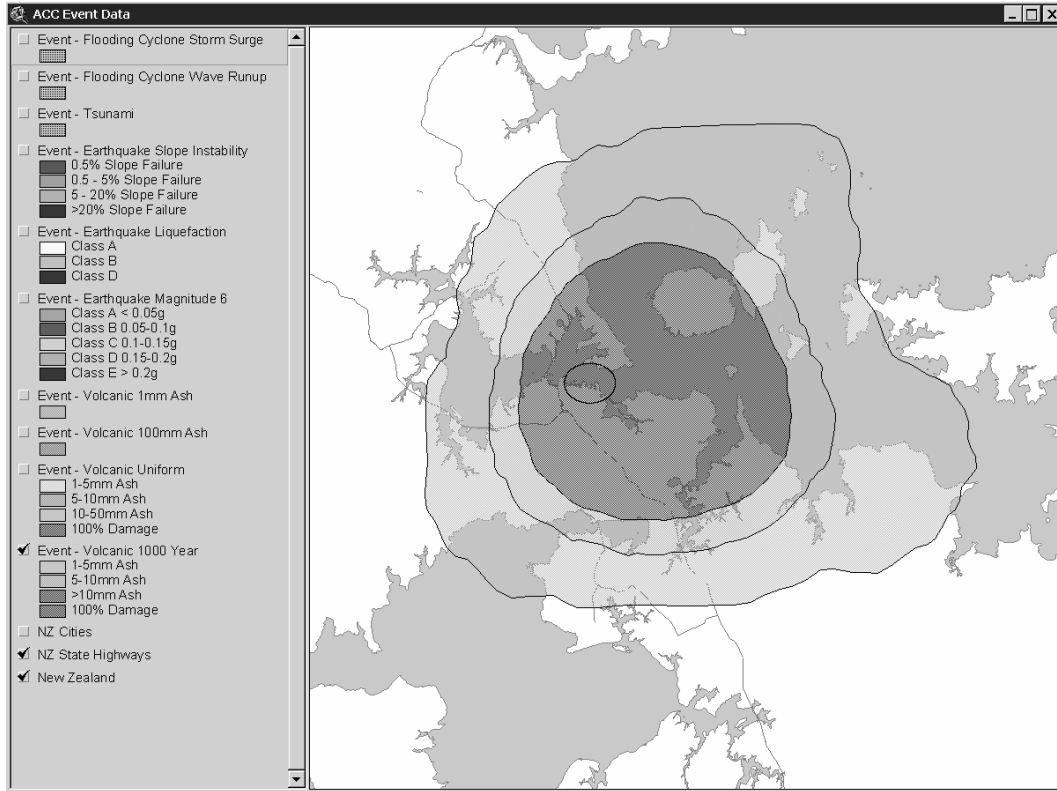 ACC Event Data
Event - Flooding Cyclone Storm Surge
Event - Flooding Cyclone Wave Runup
Event - Tsunami
Event - Earthquake Slope Instability
0.5% Slope Failure
0.5 - 5% Slope Failure
5 - 20% Slope Failure
>20% Slope Failure
Event - Earthquake Liquefaction
Class A
Class B
Class D
Event - Earthquake Magnitude 6
Class A < 0.05g
Class B 0.05-0.1g
Class C 0.1-0.15g
Class D 0.15-0.2g
Class E > 0.2g
Event - Volcanic 1mm Ash
Event - Volcanic 100mm Ash
Event - Volcanic Uniform
1-5mm Ash
5-10mm Ash
10-50mm Ash
100% Damage
Event - Volcanic 1000 Year
1-5mm Ash
5-10mm Ash
>10mm Ash
100% Damage
NZ Cities
NZ State Highways
New Zealand